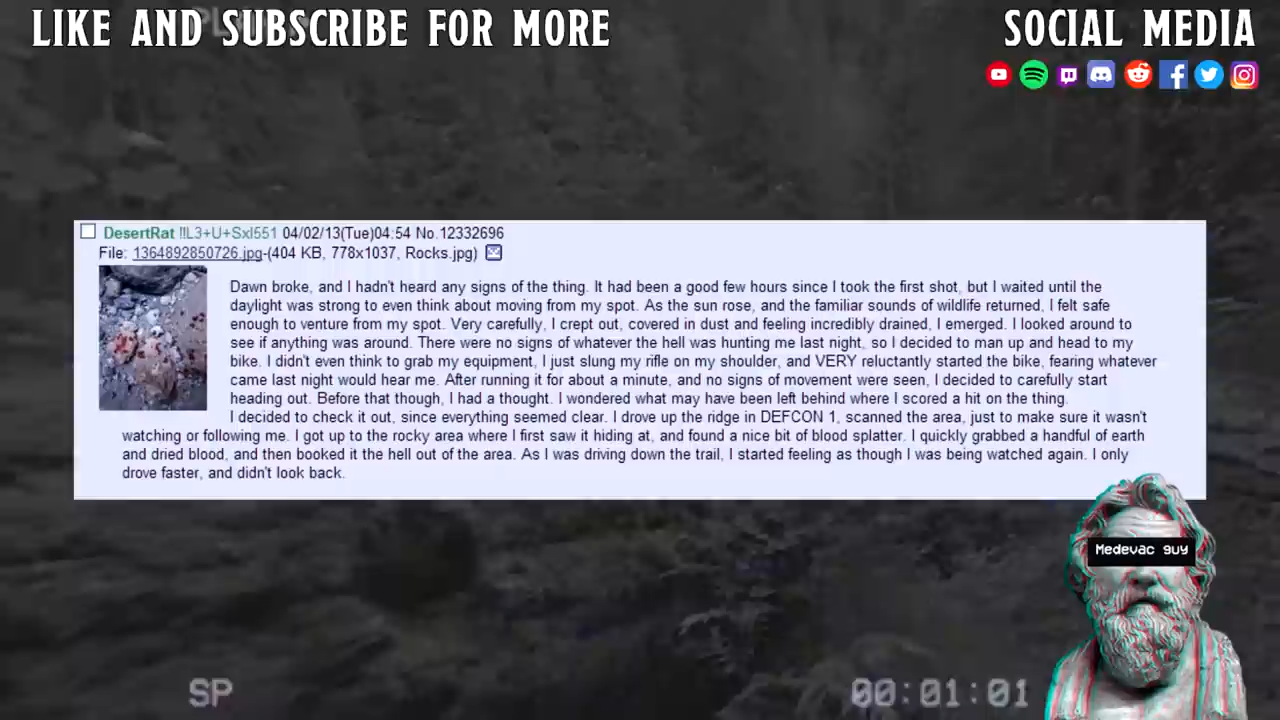 LIKE AND SUBSCRIBE FOR MORE
SOCIAL MEDIA
DesertRat !!L3+U+SxI551 04/02/13(Tue)04:54 No.12332696
File: 1364892850726.jpg-(404 KB, 778x1037, Rocks.jpg)
Dawn broke, and I hadn't heard any signs of the thing. It had been a good few hours since I took the first shot, but I waited until the
daylight was strong to even think about moving from my spot. As the sun rose, and the familiar sounds of wildlife returned, I felt safe
enough to venture from my spot. Very carefully, I crept out, covered in dust and feeling incredibly drained, I emerged. I looked around to
see if anything was around. There were no signs of whatever the hell was hunting me last night, so I decided to man up and head to my
bike. I didn't even think to grab my equipment, I just slung my rifle on my shoulder, and VERY reluctantly started the bike, fearing whatever
came last night would hear me. After running it for about a minute, and no signs of movement were seen, I decided to carefully start
heading out. Before that though, I had a thought. I wondered what may have been left behind where I scored a hit on the thing.
I decided to check it out, since everything seemed clear. I drove up the ridge in DEFCON 1, scanned the area, just to make sure it wasn't
watching or following me. I got up to the rocky area where I first saw it hiding at, and found a nice bit of blood splatter. I quickly grabbed a handful of earth
and dried blood, and then booked it the hell out of the area. As I was driving down the trail, I started feeling as though I was being watched again. I only
drove faster, and didn't look back.
Medevac guy
SP
00:01:01